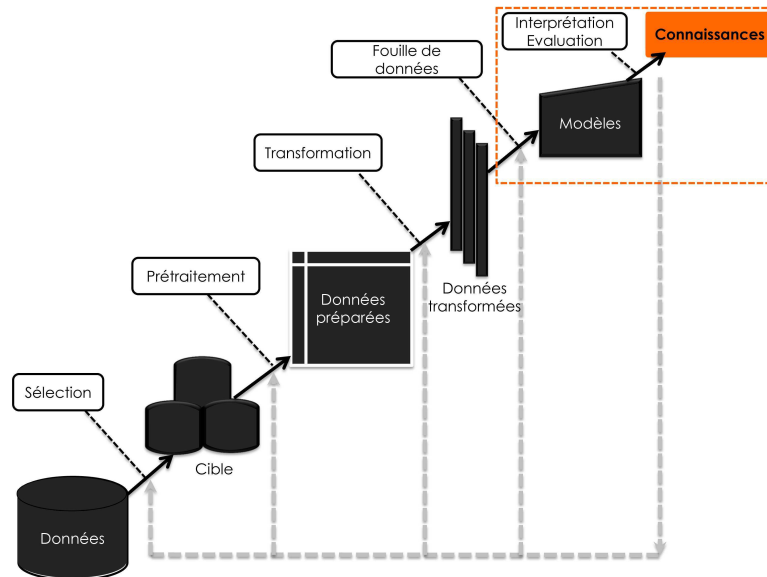 Interprétation
Evaluation
Connaissances
Fouille de
données
Modèles
Transformation
Données
transformées
Prétraitement
Données
préparées
Sélection
Cible
Données